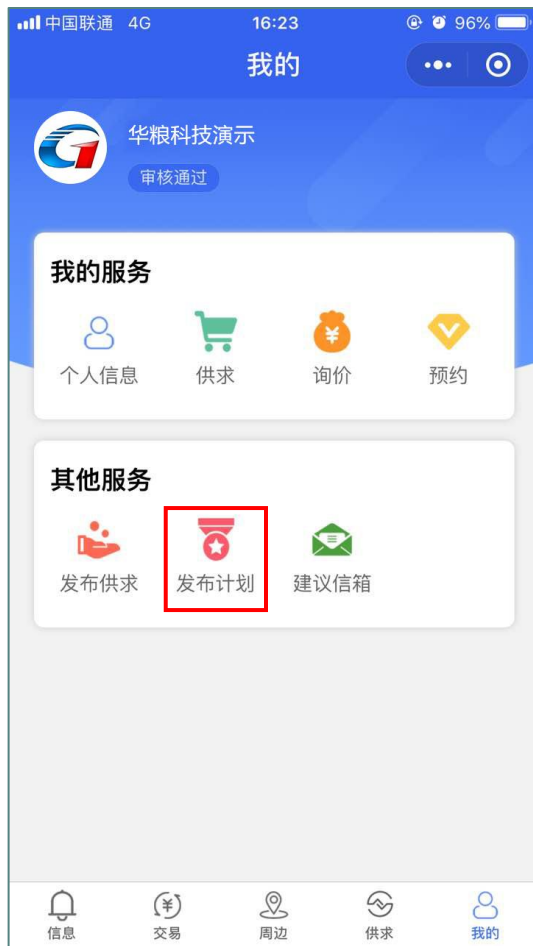 中国联通 4G 16:23 96%
我的
华粮科技演示
审核通过
我的服务
个人信息 供求 询价 预约
其他服务
发布供求 发布计划 建议信箱
信息 交易 周边 供求 我的